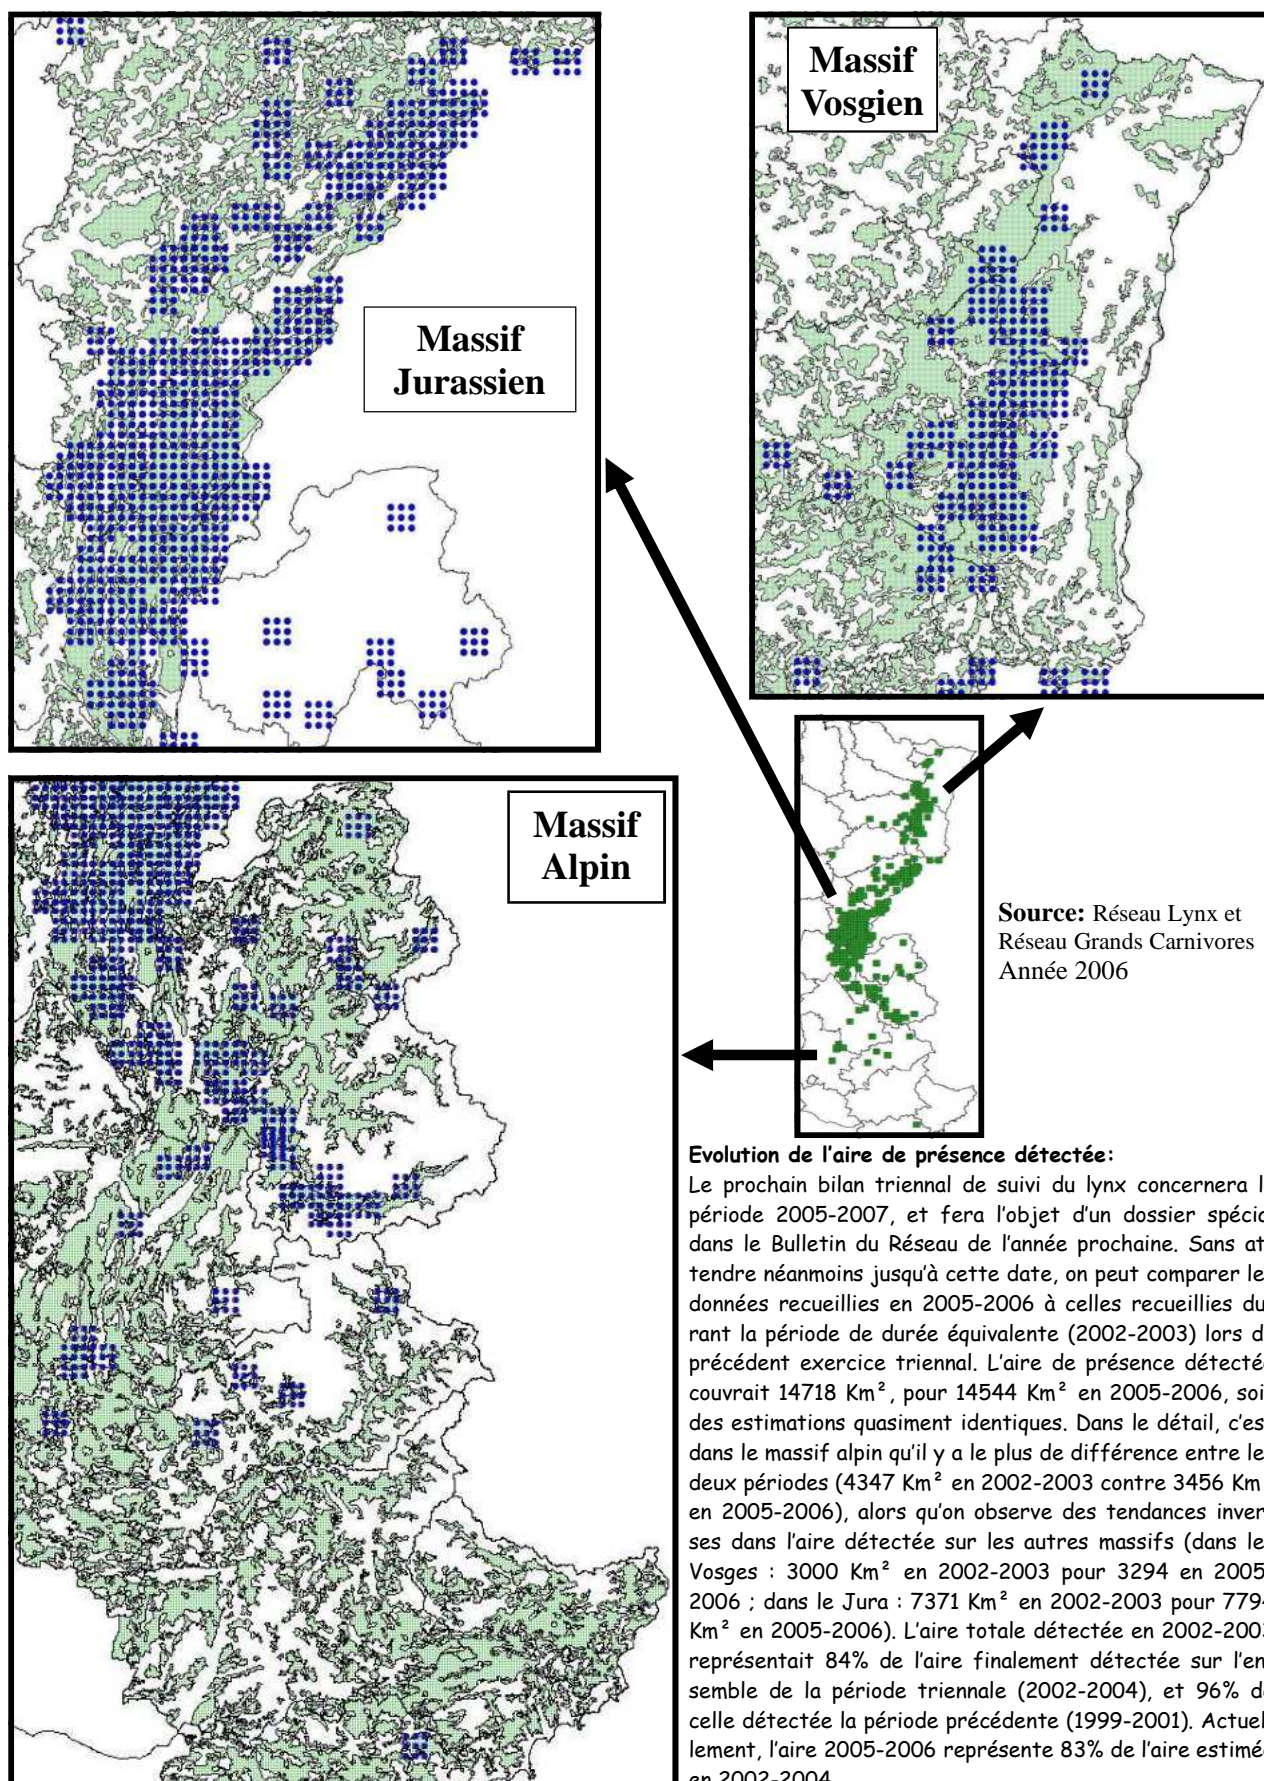 Massif
Jurassien
Massif
Vosgien
Massif
Alpin
Source: Réseau Lynx et
Réseau Grands Carnivores
Année 2006
Evolution de l'aire de présence détectée:
Le prochain bilan triennal de suivi du lynx concernera l
période 2005-2007, et fera l'objet d'un dossier spécia
dans le Bulletin du Réseau de l'année prochaine. Sans at
tendre néanmoins jusqu'à cette date, on peut comparer le
données recueillies en 2005-2006 à celles recueillies du
rant la période de durée équivalente (2002-2003) lors d
précédent exercice triennal. L'aire de présence détectée
couvrait 14718 Km², pour 14544 Km² en 2005-2006, soi
des estimations quasiment identiques. Dans le détail, c'es
dans le massif alpin qu'il y a le plus de différence entre le
deux périodes (4347 Km² en 2002-2003 contre 3456 Km
en 2005-2006), alors qu'on observe des tendances inver
ses dans l'aire détectée sur les autres massifs (dans le
Vosges : 3000 Km² en 2002-2003 pour 3294 en 2005
2006 ; dans le Jura : 7371 Km² en 2002-2003 pour 7794
Km² en 2005-2006). L'aire totale détectée en 2002-2003
représentait 84% de l'aire finalement détectée sur l'en
semble de la période triennale (2002-2004), et 96% de
celle détectée la période précédente (1999-2001). Actuel
lement, l'aire 2005-2006 représente 83% de l'aire estimée
en 2002-2004